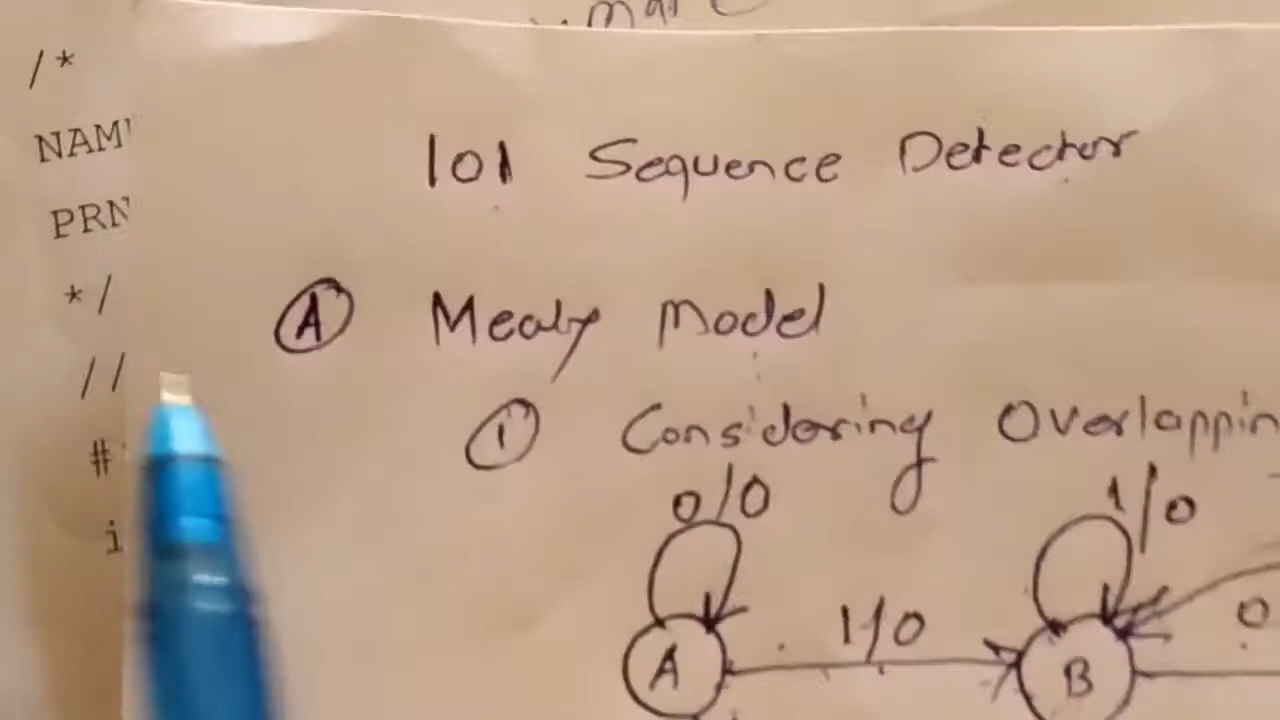 /*
NAM
PRN
*/
//
#
i
101 Sequence Detector
A Mealy Model
1 Considering Overlappin
0/0
1/0
1/0
0
A
B